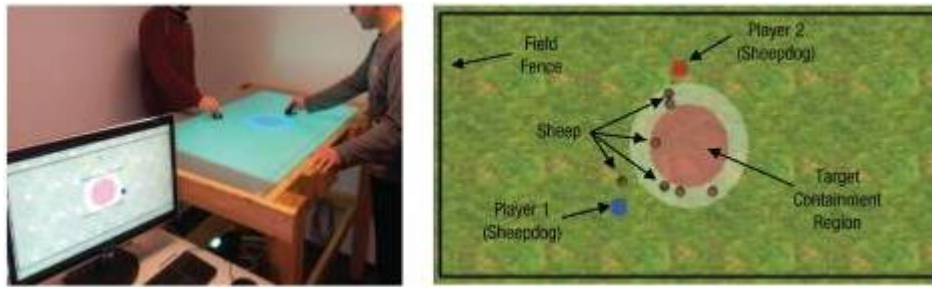 Field
Fence
Player 2
(Sheepdog)
Sheep
Target
Containment
Region
Player 1
(Sheepdog)